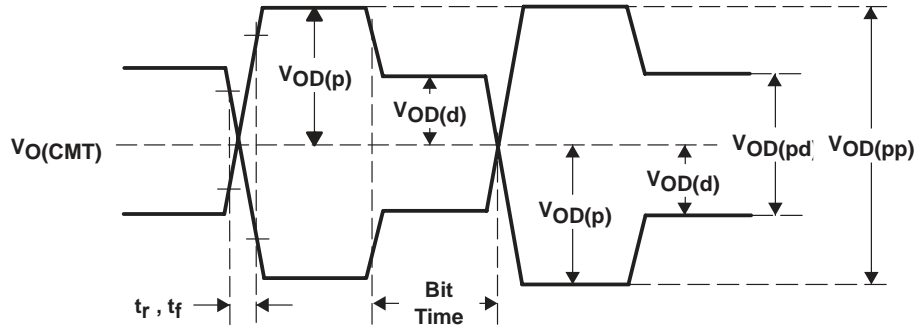 VOD(p)
VOD(d)
VO(CMT)
VOD(pd)
VOD(pp)
VOD(d)
VOD(p)
tr , tf
Bit
Time